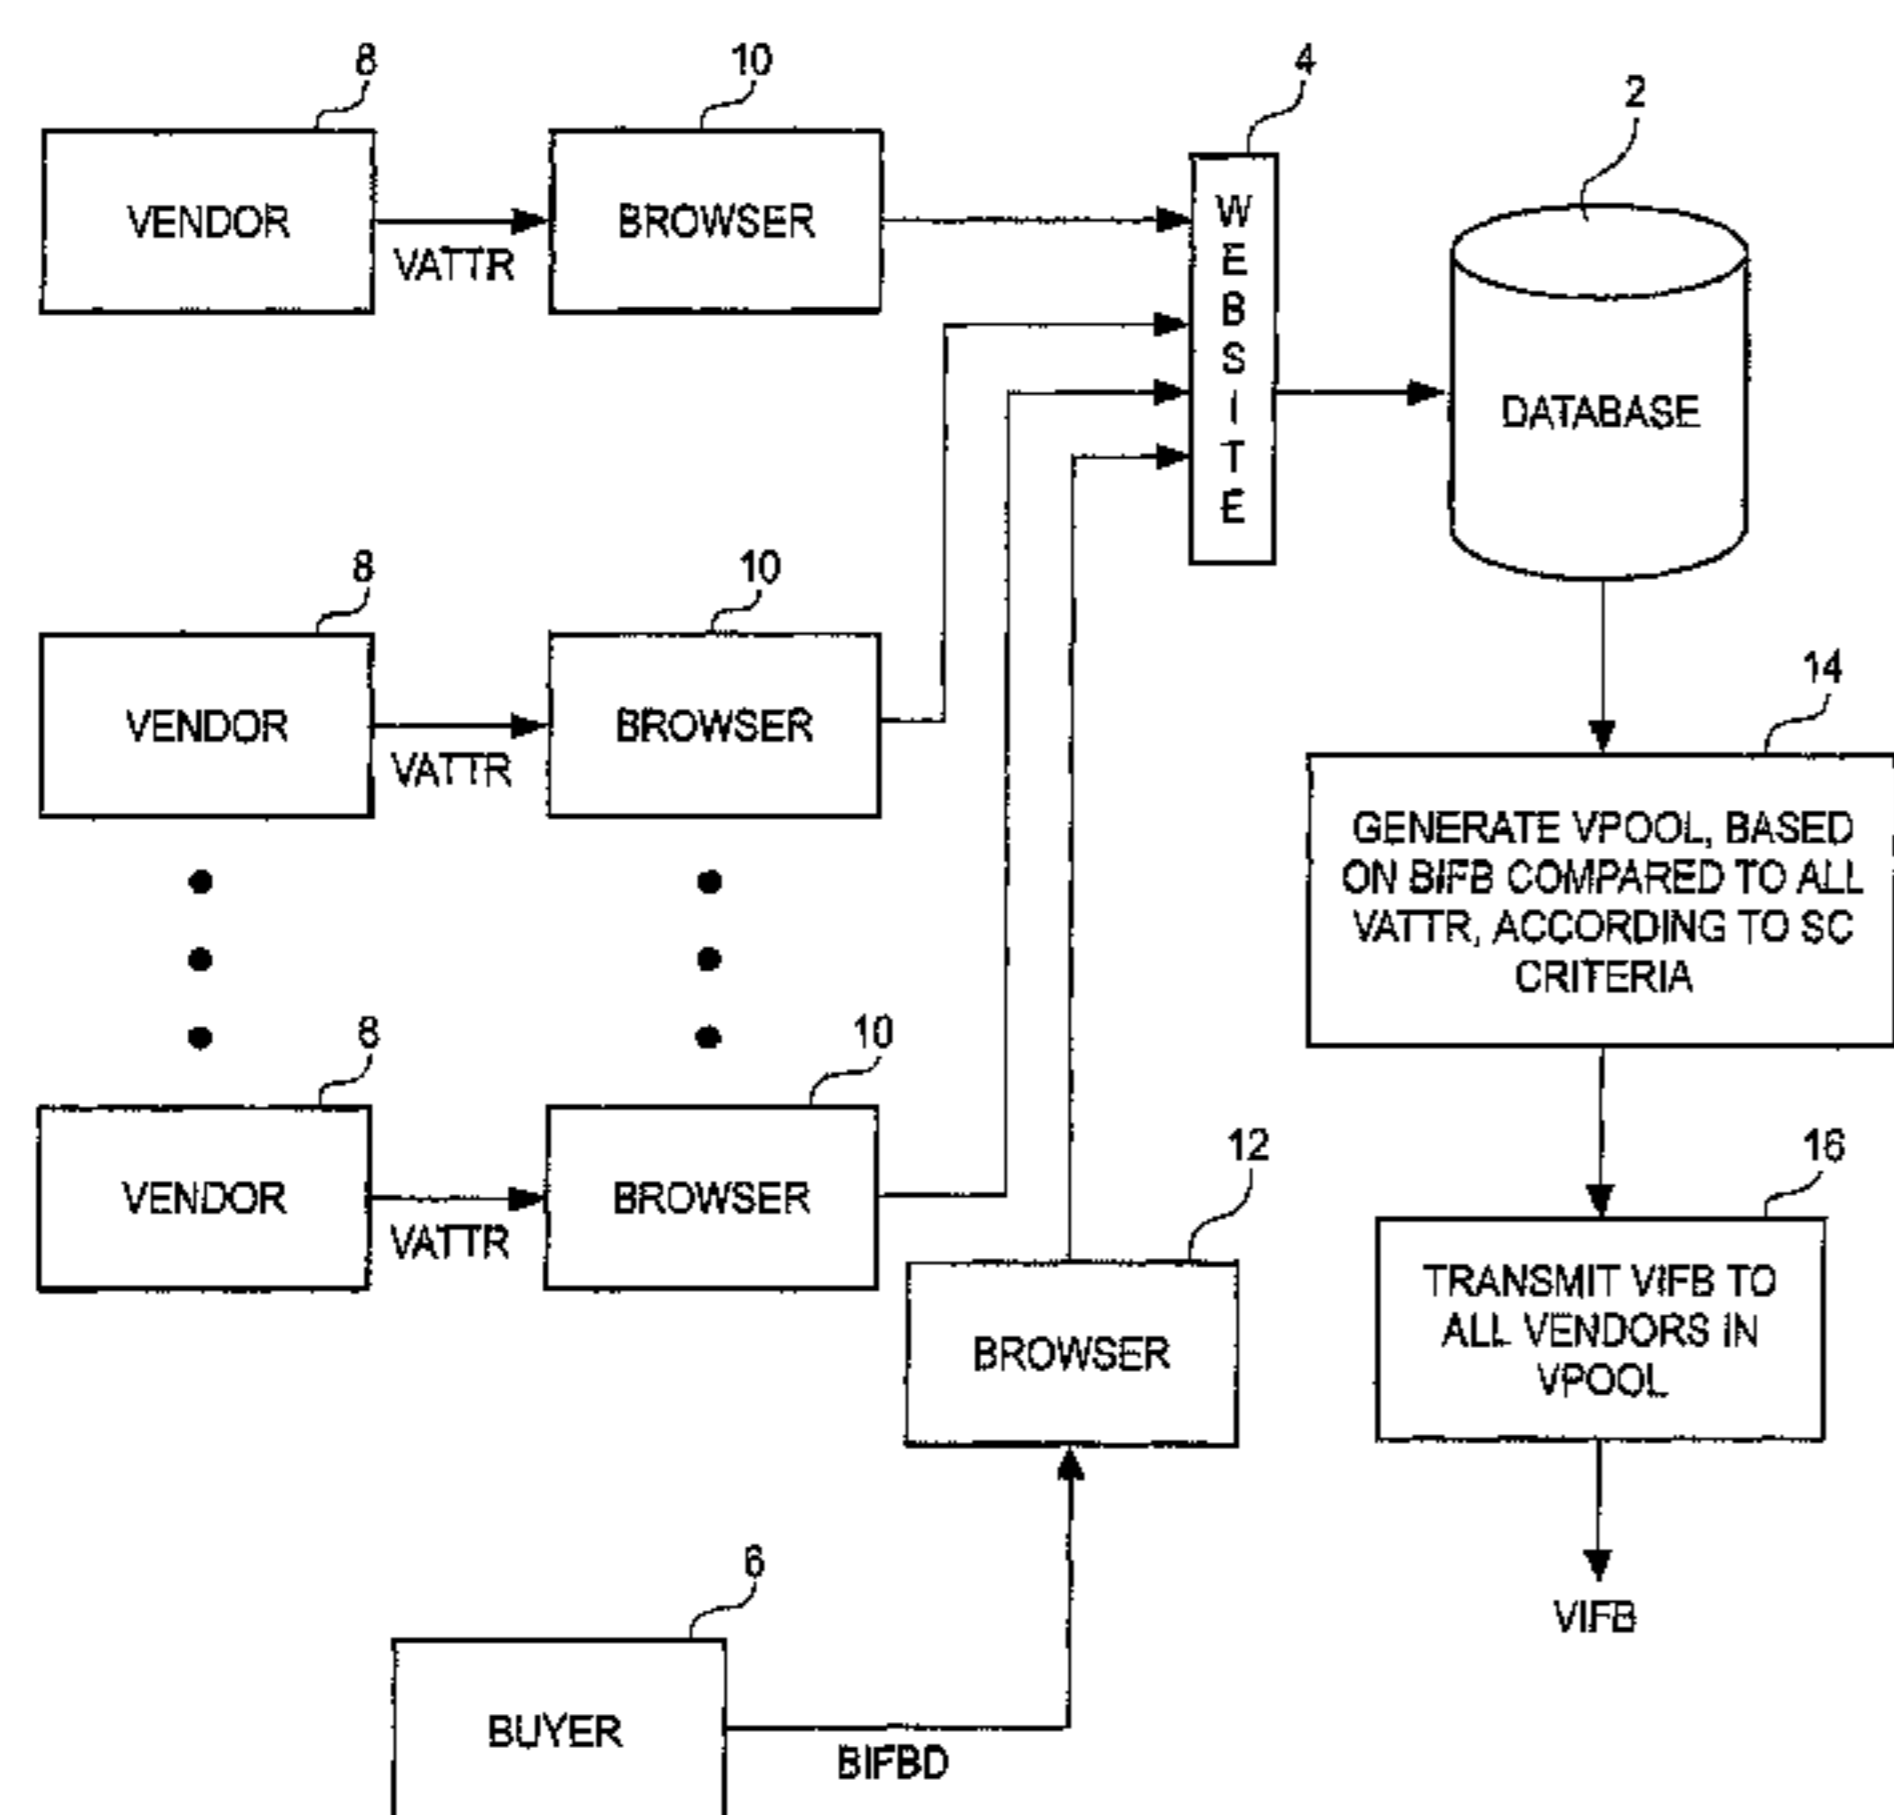 8
10
4
2
VENDOR
VATTR
BROWSER
W
E
B
S
I
T
E
DATABASE
8
10
VENDOR
VATTR
BROWSER
14
GENERATE VPOOL, BASED
ON BIFB COMPARED TO ALL
VATTR, ACCORDING TO SC
CRITERIA
8
10
VENDOR
VATTR
BROWSER
12
BROWSER
16
TRANSMIT VIFB TO
ALL VENDORS IN
VPOOL
VIFB
6
BUYER
BIFBD